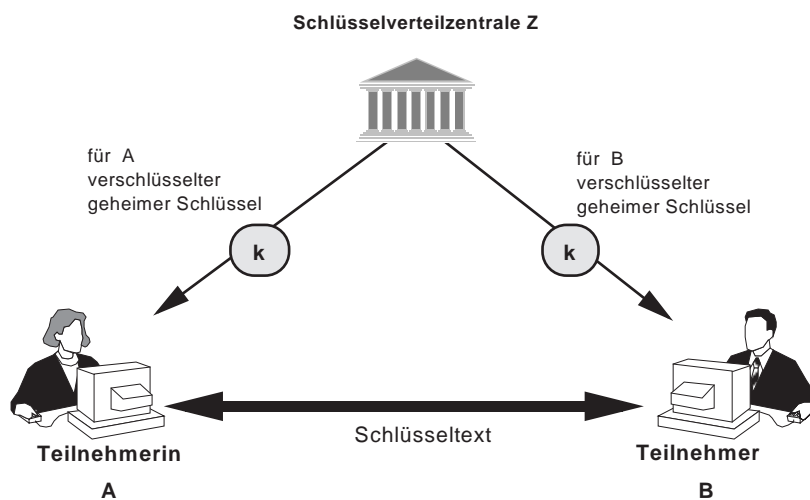 Schlüsselverteilzentrale Z
für A
verschlüsselter
geheimer Schlüssel
für B
verschlüsselter
geheimer Schlüssel
k
k
Schlüsseltext
Teilnehmerin
A
Teilnehmer
B